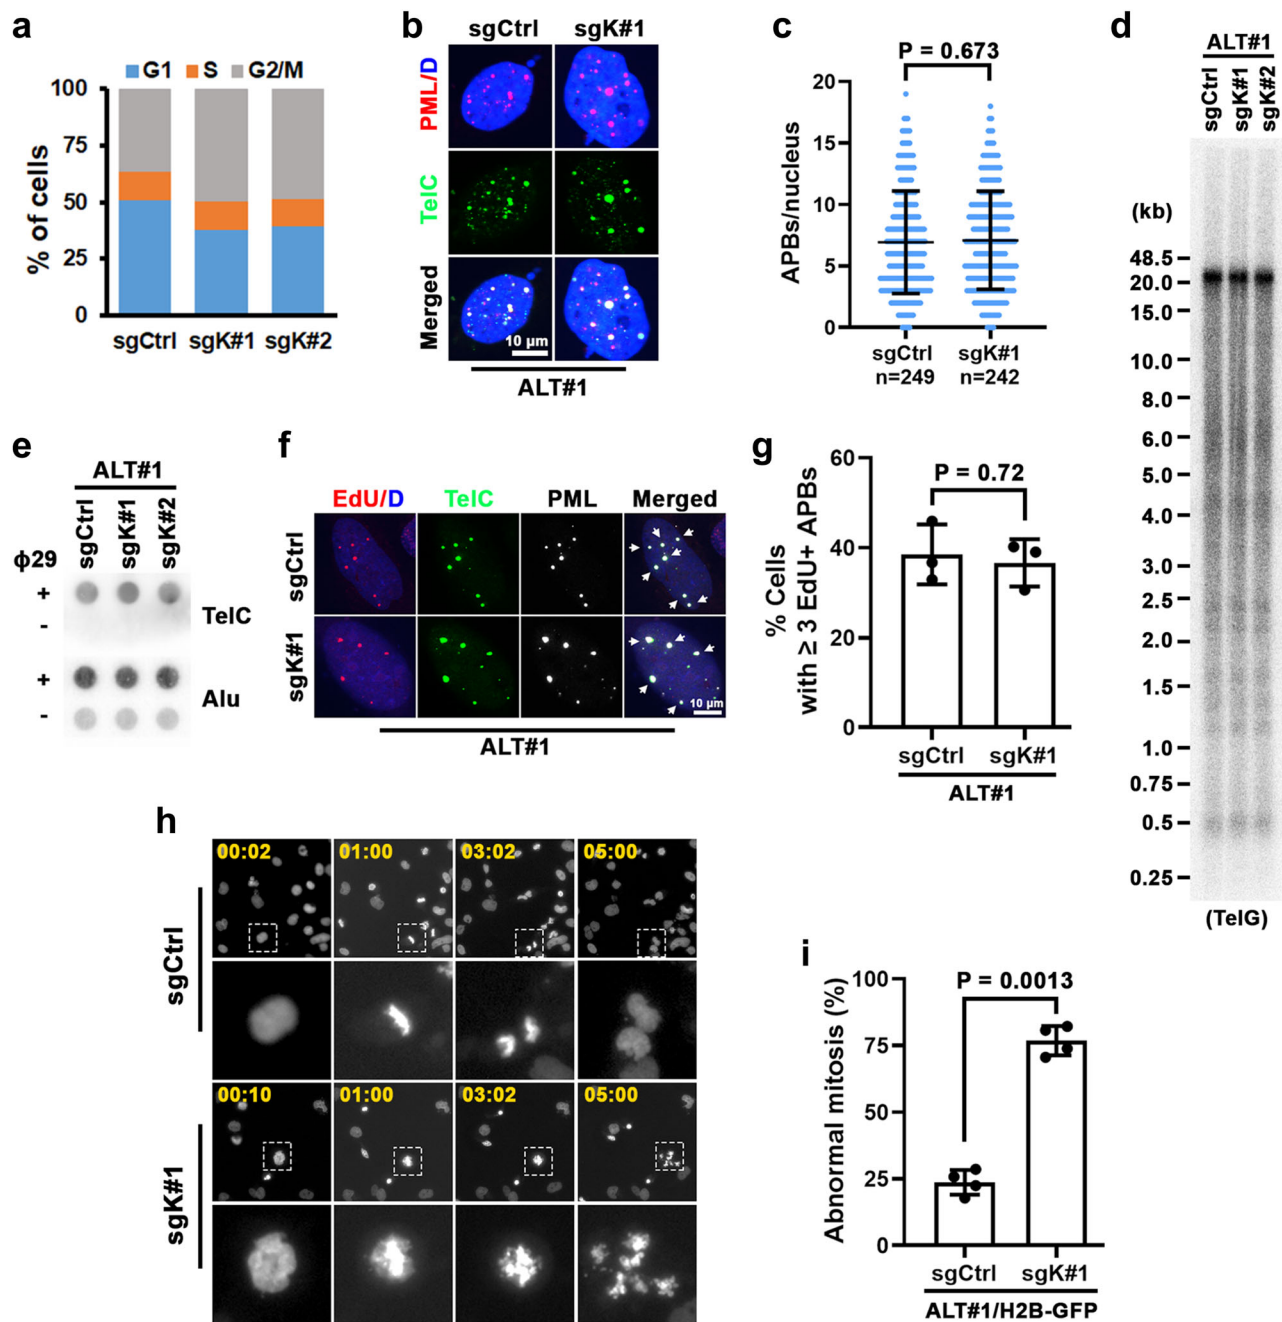 a
G1 S G2/M
% of cells
100
75
50
25
0
sgCtrl sgK#1 sgK#2
b
sgCtrl sgK#1
PML/D
TelC
Merged
10 μm
ALT#1
c
P = 0.673
APBs/nucleus
20
15
10
5
0
sgCtrl sgK#1
n=249 n=242
d
ALT#1
sgCtrl
sgK#1
sgK#2
(kb)
48.5
20.0
15.0
10.0
8.0
6.0
5.0
4.0
3.0
2.5
2.0
1.5
1.0
0.75
0.5
0.25
(TelG)
e
ALT#1
sgCtrl
sgK#1
sgK#2
ϕ29
+
-
TelC
+
-
Alu
f
EdU/D TelC PML Merged
sgCtrl
sgK#1
10 μm
ALT#1
g
P = 0.72
% Cells
with ≥ 3 EdU+ APBs
60
40
20
0
sgCtrl sgK#1
ALT#1
h
sgCtrl
00:02 01:00 03:02 05:00
sgK#1
00:10 01:00 03:02 05:00
i
P = 0.0013
Abnormal mitosis (%)
100
75
50
25
0
sgCtrl sgK#1
ALT#1/H2B-GFP